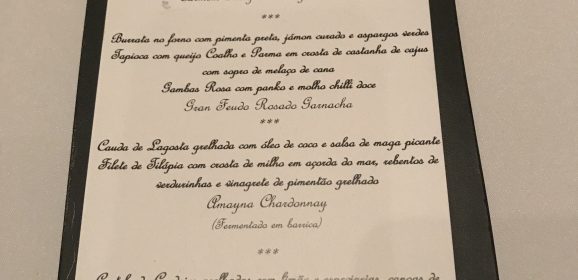 ***
Burrata no forno com pimenta preta, jámon curado e aspargos verdes
Tapioca com queijo Coalho e Parma em crosta de castanha de cajus
com sopro de melaço de cana
Gambas Rosa com panko e molho chilli doce
Gran Feudo Rosado Garnacha
***
Cauda de Lagosta grelhada com óleo de coco e salsa de maga picante
Filete de Tilápia com crosta de milho em açorda do mar, rebentos de
verdurinhas e vinagrete de pimentão grelhado
Amayna Chardonnay
(Fermentado em barrica)
***
de